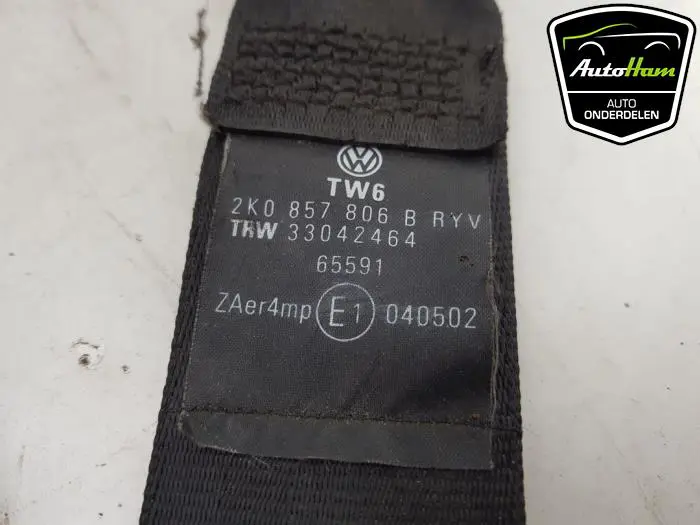 AutoHam
AUTO
ONDERDELEN
TW6
2K0 857 806 B RYV
TRW 33042464
65591
ZAer4mp E1 040502